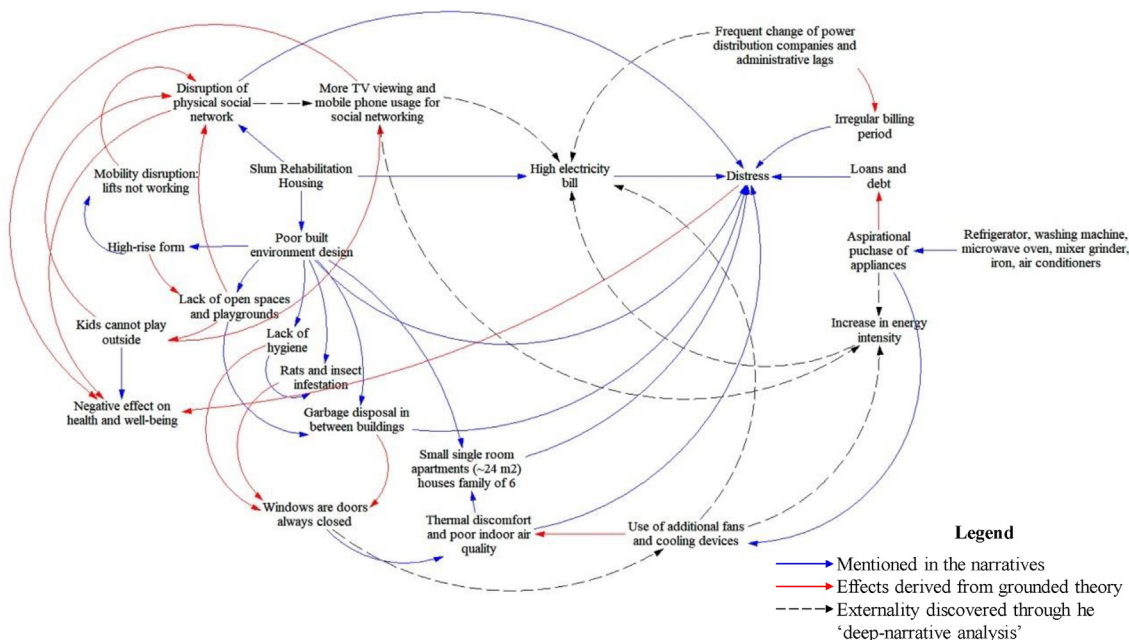 Frequent change of power
distribution companies and
administrative lags
Disruption of
physical social
network
More TV viewing and
mobile phone usage for
social networking
Irregular billing
period
Mobility disruption:
lifts not working
Slum Rehabilitation
Housing
High electricity
bill
Distress
Loans and
debt
High-rise form
Poor built
environment design
Aspirational
puchase of
appliances
Refrigerator, washing machine,
microwave oven, mixer grinder,
iron, air conditioners
Lack of open spaces
and playgrounds
Kids cannot play
outside
Lack of
hygiene
Increase in energy
intensity
Rats and insect
infestation
Negative effect on
health and well-being
Garbage disposal in
between buildings
Small single room
apartments (~24 m2)
houses family of 6
Windows are doors
always closed
Thermal discomfort
and poor indoor air
quality
Use of additional fans
and cooling devices
Legend
Mentioned in the narratives
Effects derived from grounded theory
Externality discovered through he
‘deep-narrative analysis’